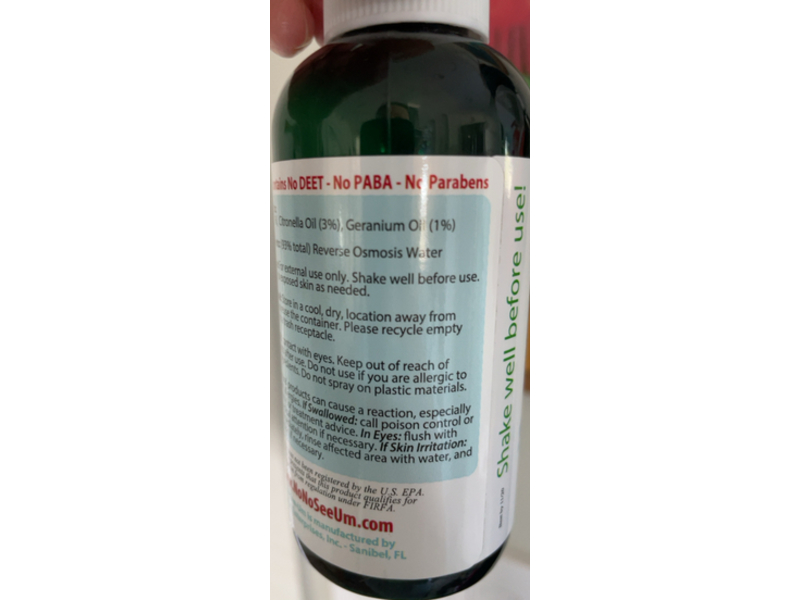 No DEET - No PABA - No Parabens
Citronella Oil (3%), Geranium Oil (1%)
(95% total) Reverse Osmosis Water
external use only. Shake well before use.
exposed skin as needed.
Store in a cool, dry, location away from
the container. Please recycle empty
receptacle.
with eyes. Keep out of reach of
after use. Do not use if you are allergic to
Do not spray on plastic materials.
products can cause a reaction, especially
If Swallowed: call poison control or
treatment advice. In Eyes: flush with
attention if necessary. If Skin Irritation:
rinse affected area with water, and
necessary.
not been registered by the U.S. EPA.
that this product qualifies for
from regulation under FIFRA.
NoNoSeeUm.com
is manufactured by
Inc. - Sanibel, FL
Shake well before use!